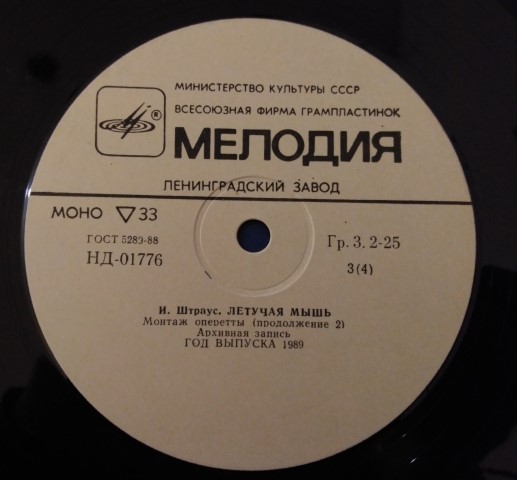 МИНИСТЕРСТВО КУЛЬТУРЫ СССР
ВСЕСОЮЗНАЯ ФИРМА ГРАМПЛАСТИНОК
®
МЕЛОДИЯ
ЛЕНИНГРАДСКИЙ ЗАВОД
МОНО ▽ 33
ГОСТ 5289-88
НД-01776
Гр. 3. 2-25
3(4)
И. Штраус. ЛЕТУЧАЯ МЫШЬ
Монтаж оперетты (продолжение 2)
Архивная запись
ГОД ВЫПУСКА 1989